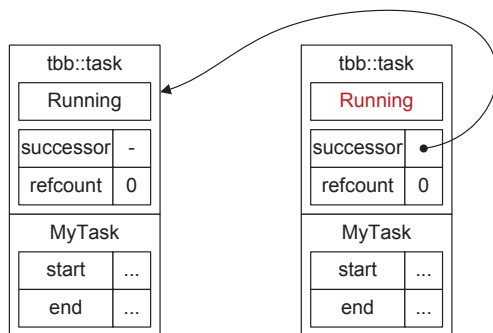 tbb::task
Running
successor -
refcount 0
MyTask
start ...
end ...
tbb::task
Running
successor
refcount 0
MyTask
start ...
end ...